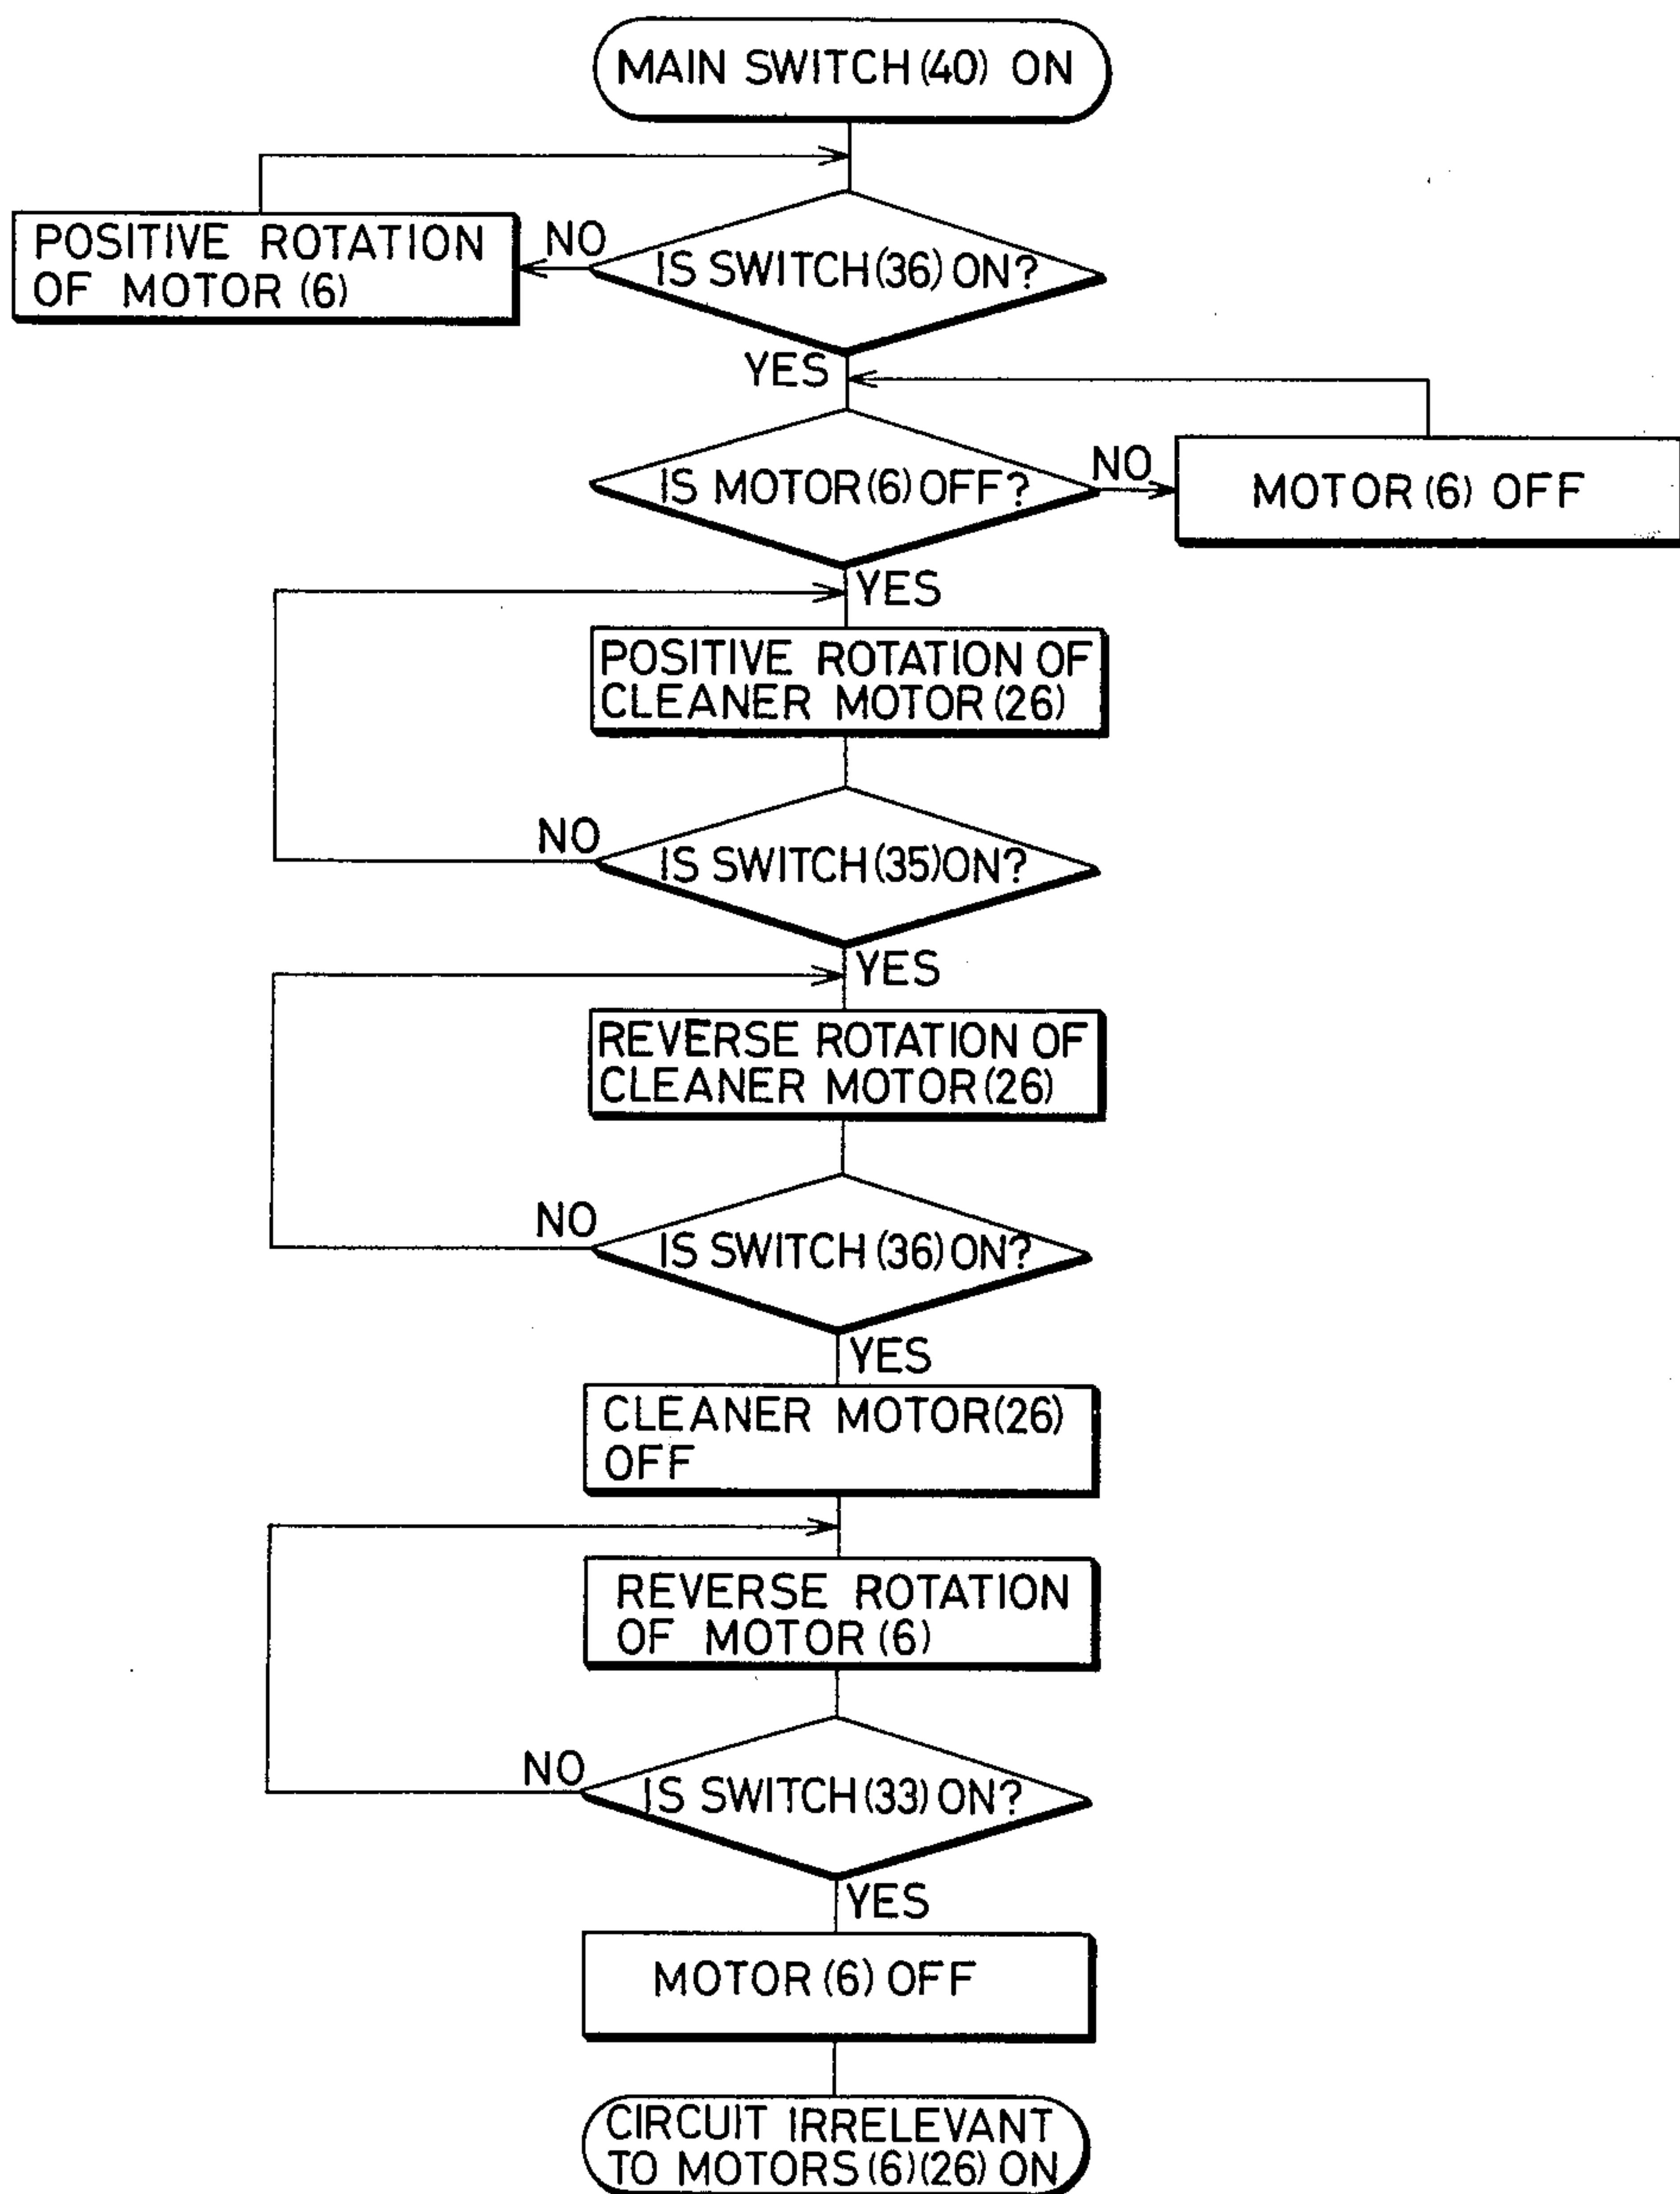 MAIN SWITCH(40) ON
NO
POSITIVE ROTATION
OF MOTOR (6)
IS SWITCH(36) ON?
YES
IS MOTOR(6) OFF?
NO
MOTOR(6) OFF
YES
POSITIVE ROTATION OF
CLEANER MOTOR(26)
NO
IS SWITCH(35)ON?
YES
REVERSE ROTATION OF
CLEANER MOTOR(26)
NO
IS SWITCH(36)ON?
YES
CLEANER MOTOR(26)
OFF
REVERSE ROTATION
OF MOTOR(6)
NO
IS SWITCH(33) ON?
YES
MOTOR(6) OFF
CIRCUIT IRRELEVANT
TO MOTORS(6)(26) ON